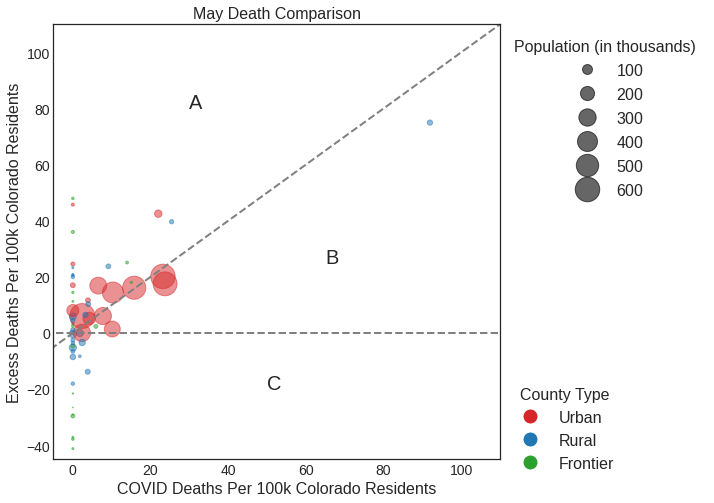 May Death Comparison
Excess Deaths Per 100k Colorado Residents
100
80
60
40
20
0
−20
−40
A
B
C
0
20
40
60
80
100
COVID Deaths Per 100k Colorado Residents
Population (in thousands)
100
200
300
400
500
600
County Type
Urban
Rural
Frontier